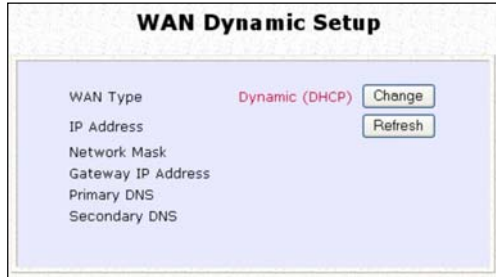 WAN Dynamic Setup
WAN Type Dynamic (DHCP) Change
IP Address Refresh
Network Mask
Gateway IP Address
Primary DNS
Secondary DNS